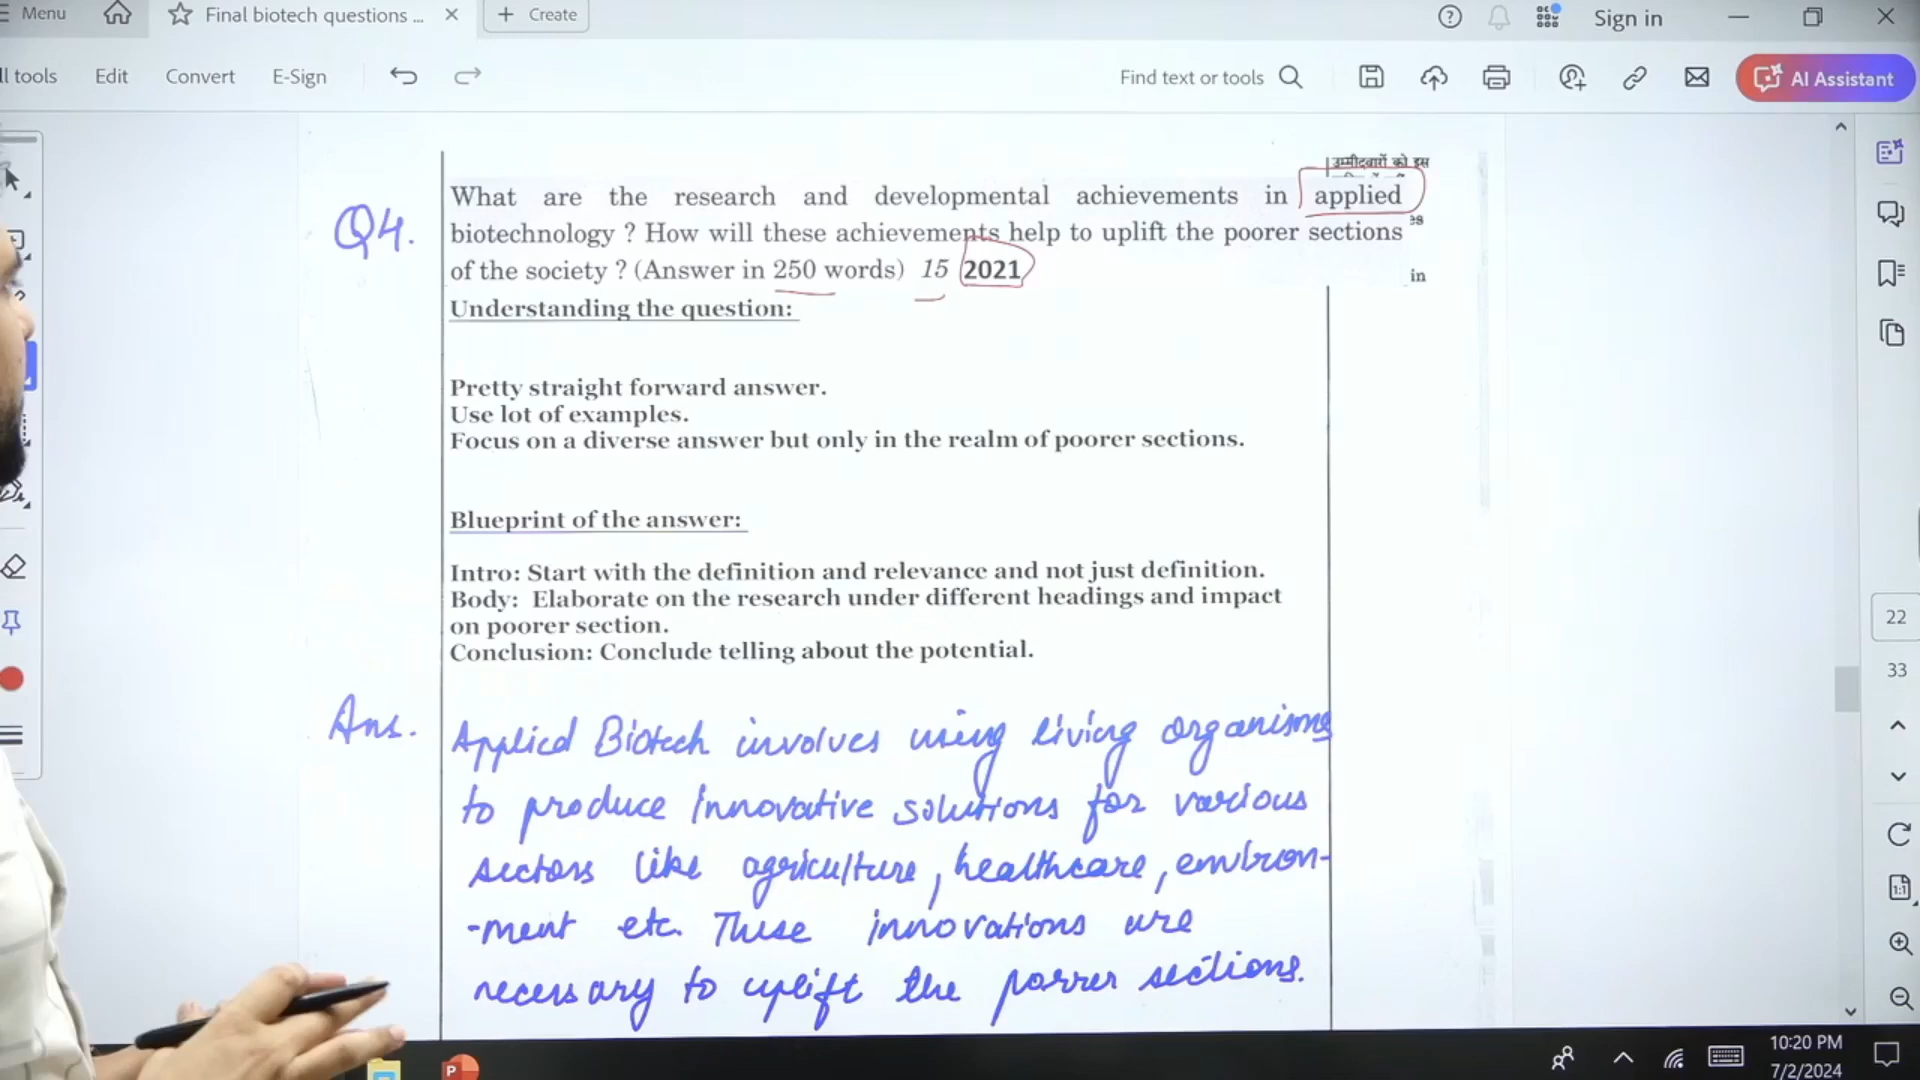 Menu
Final biotech questions ...
Create
Sign in
ll tools
Edit
Convert
E-Sign
Find text or tools
AI Assistant
उम्मीदवारों को इस
Q4.
What are the research and developmental achievements in applied
es
biotechnology ? How will these achievements help to uplift the poorer sections
of the society ? (Answer in 250 words) 15 2021
in
Understanding the question:
Pretty straight forward answer.
Use lot of examples.
Focus on a diverse answer but only in the realm of poorer sections.
Blueprint of the answer:
Intro: Start with the definition and relevance and not just definition.
Body: Elaborate on the research under different headings and impact
on poorer section.
Conclusion: Conclude telling about the potential.
Ans.
Applied Biotech involves using living organisms
to produce innovative solutions for various
sectors like agriculture, healthcare, environ-
-ment etc. These innovations are
necessary to uplift the porrer sections.
22
33
1:1
P
10:20 PM
7/2/2024